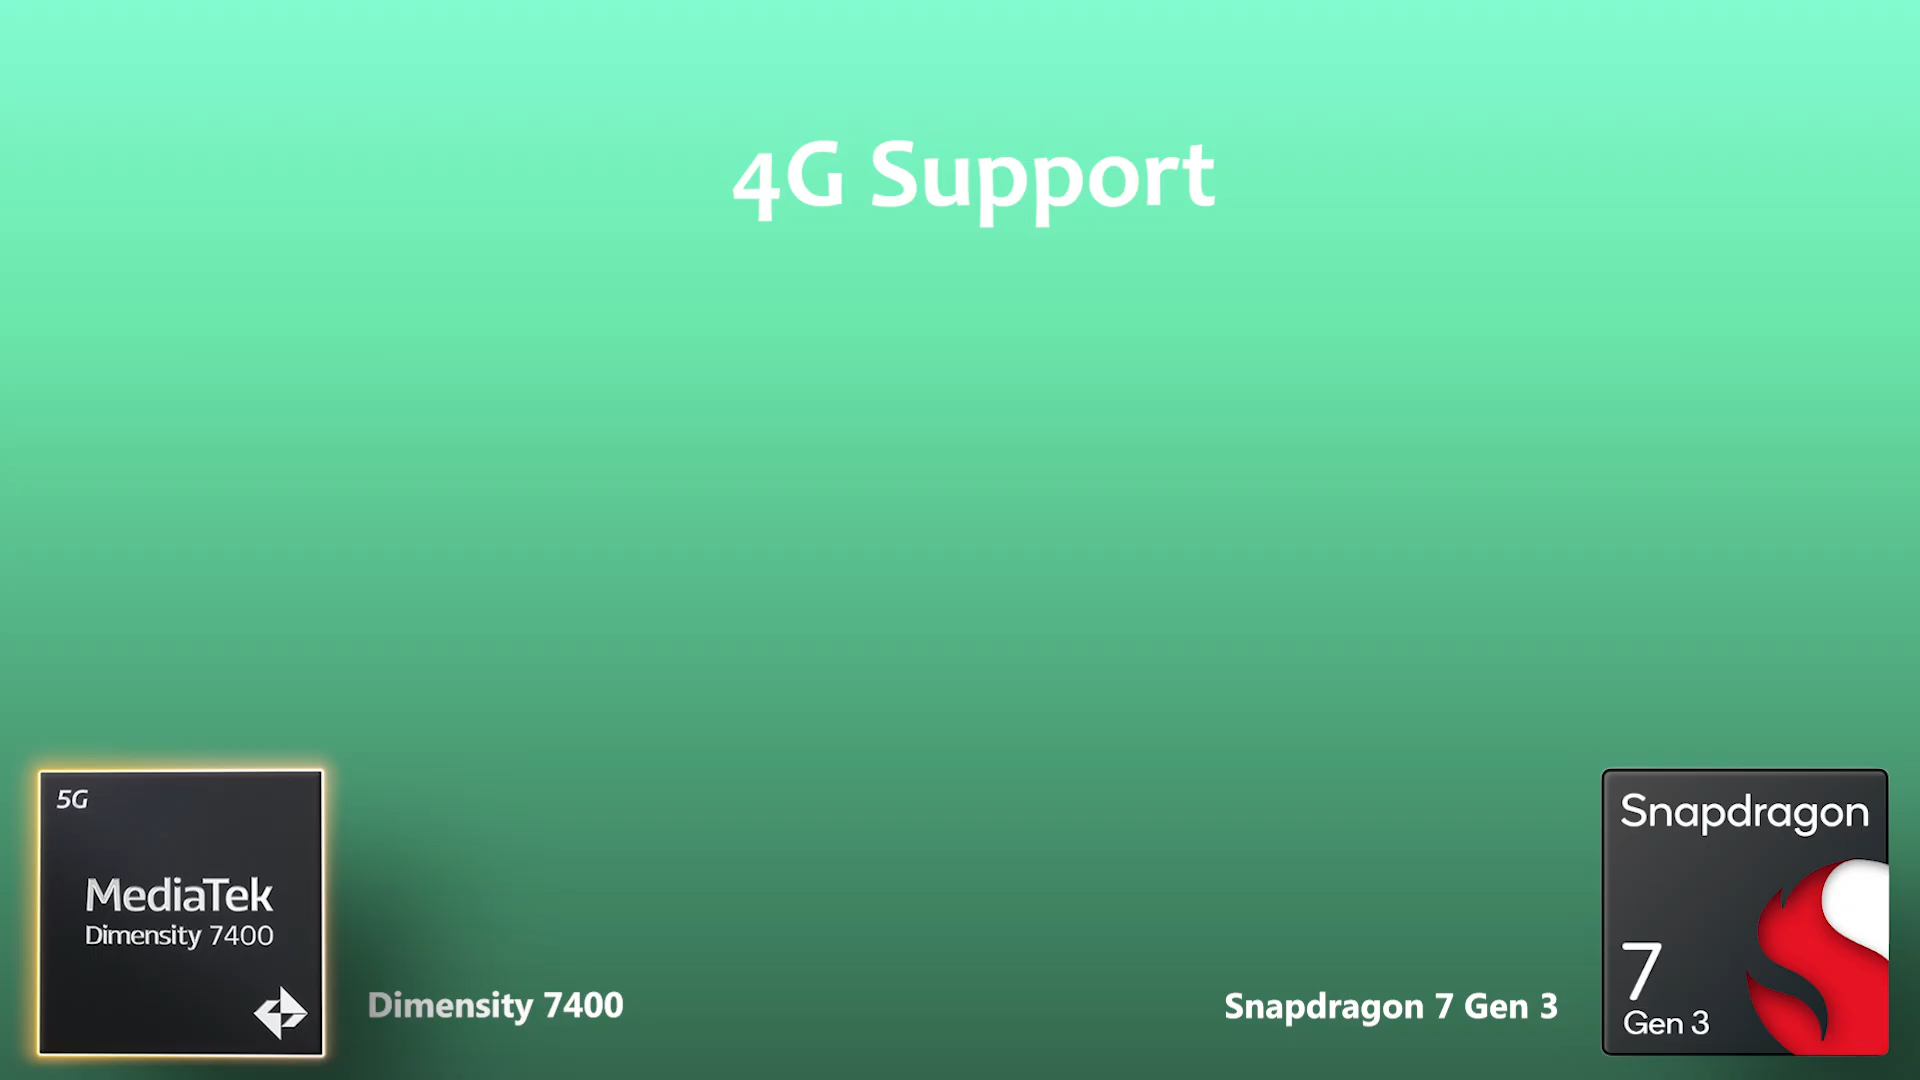 4G Support
5G
MediaTek
Dimensity 7400
Dimensity 7400
Snapdragon 7 Gen 3
Snapdragon
7
Gen 3